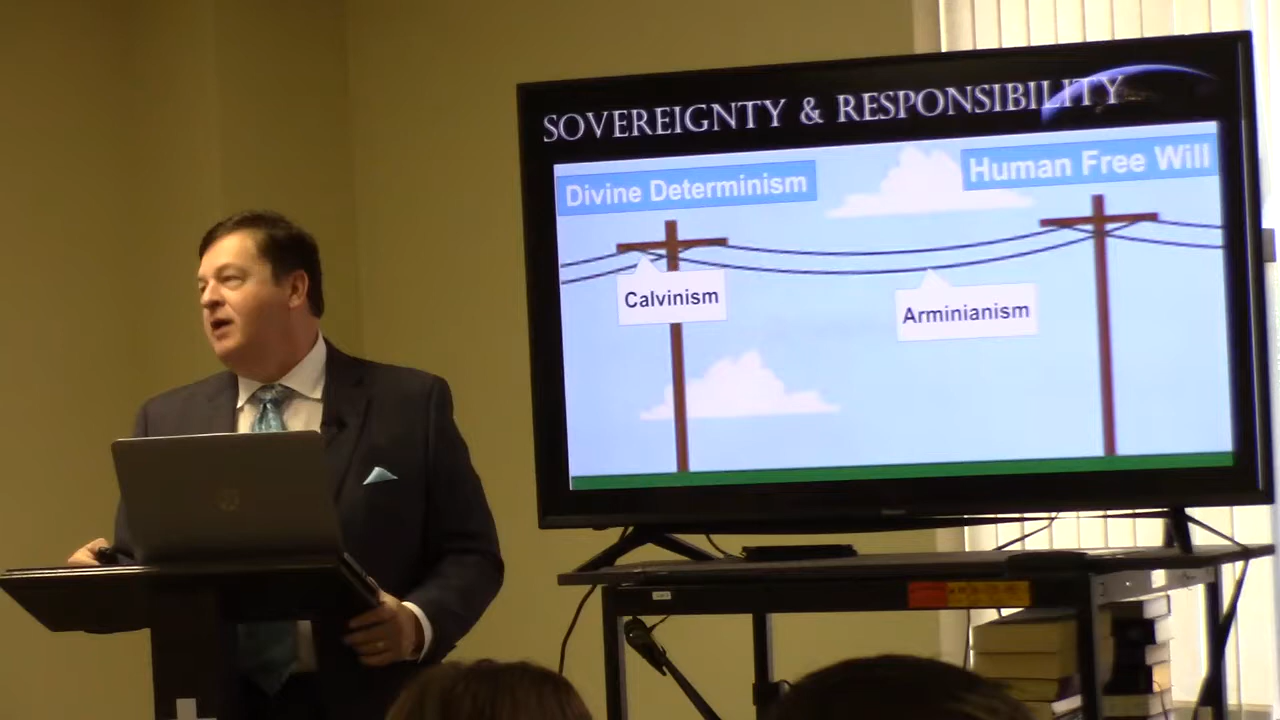 SOVEREIGNTY & RESPONSIBILITY
Divine Determinism
Human Free Will
Calvinism
Arminianism